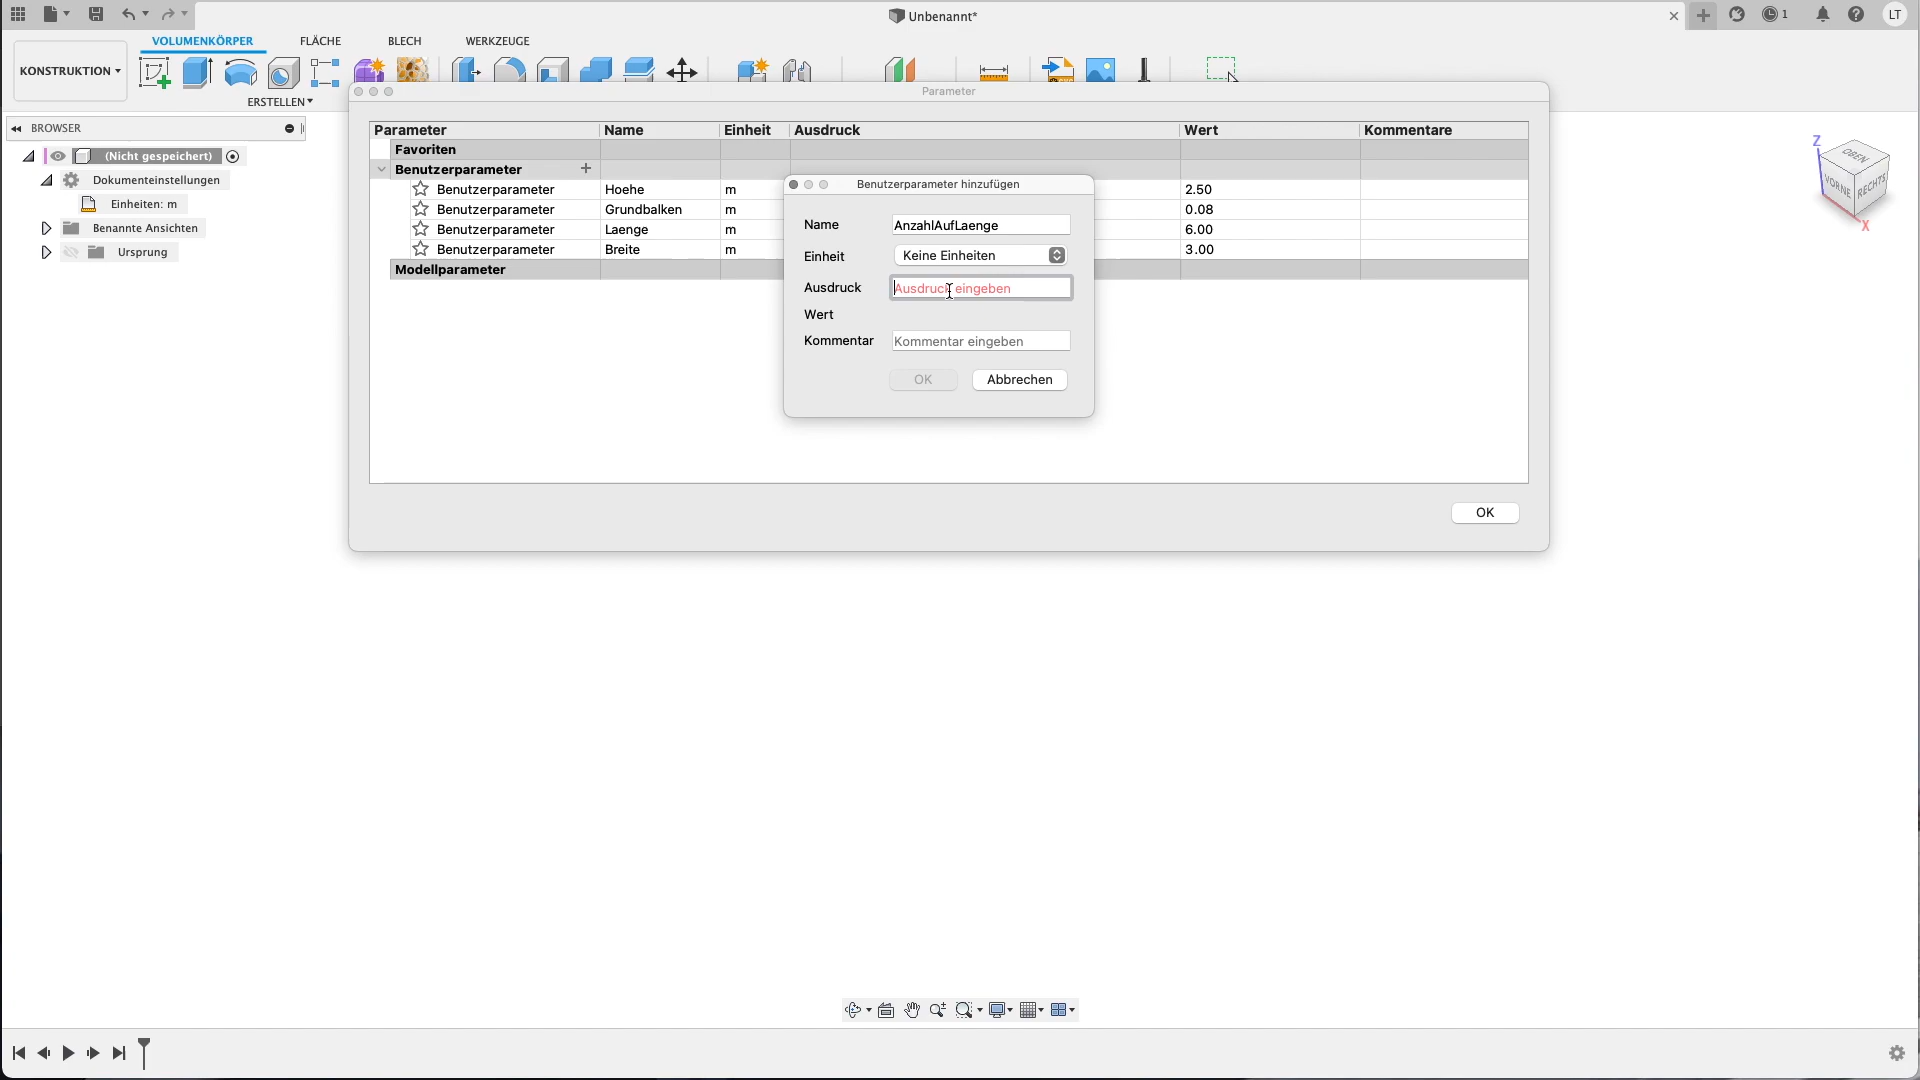 Unbenannt*
1
LT
VOLUMENKÖRPER FLÄCHE BLECH WERKZEUGE
KONSTRUKTION
ERSTELLEN
Parameter
BROWSER
(Nicht gespeichert)
Dokumenteinstellungen
Einheiten: m
Benannte Ansichten
Ursprung
Parameter Name Einheit Ausdruck Wert Kommentare
Favoriten
Benutzerparameter +
Benutzerparameter Hoehe m 2.50
Benutzerparameter Grundbalken m 0.08
Benutzerparameter Laenge m 6.00
Benutzerparameter Breite m 3.00
Modellparameter
Benutzerparameter hinzufügen
Name AnzahlAufLaenge
Einheit Keine Einheiten
Ausdruck Ausdruck eingeben
Wert
Kommentar Kommentar eingeben
OK Abbrechen
OK
Z
OBEN
VORNE RECHTS
X